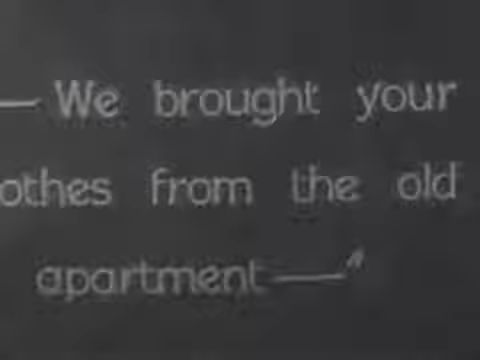 — We brought your
othes from the old
apartment —"